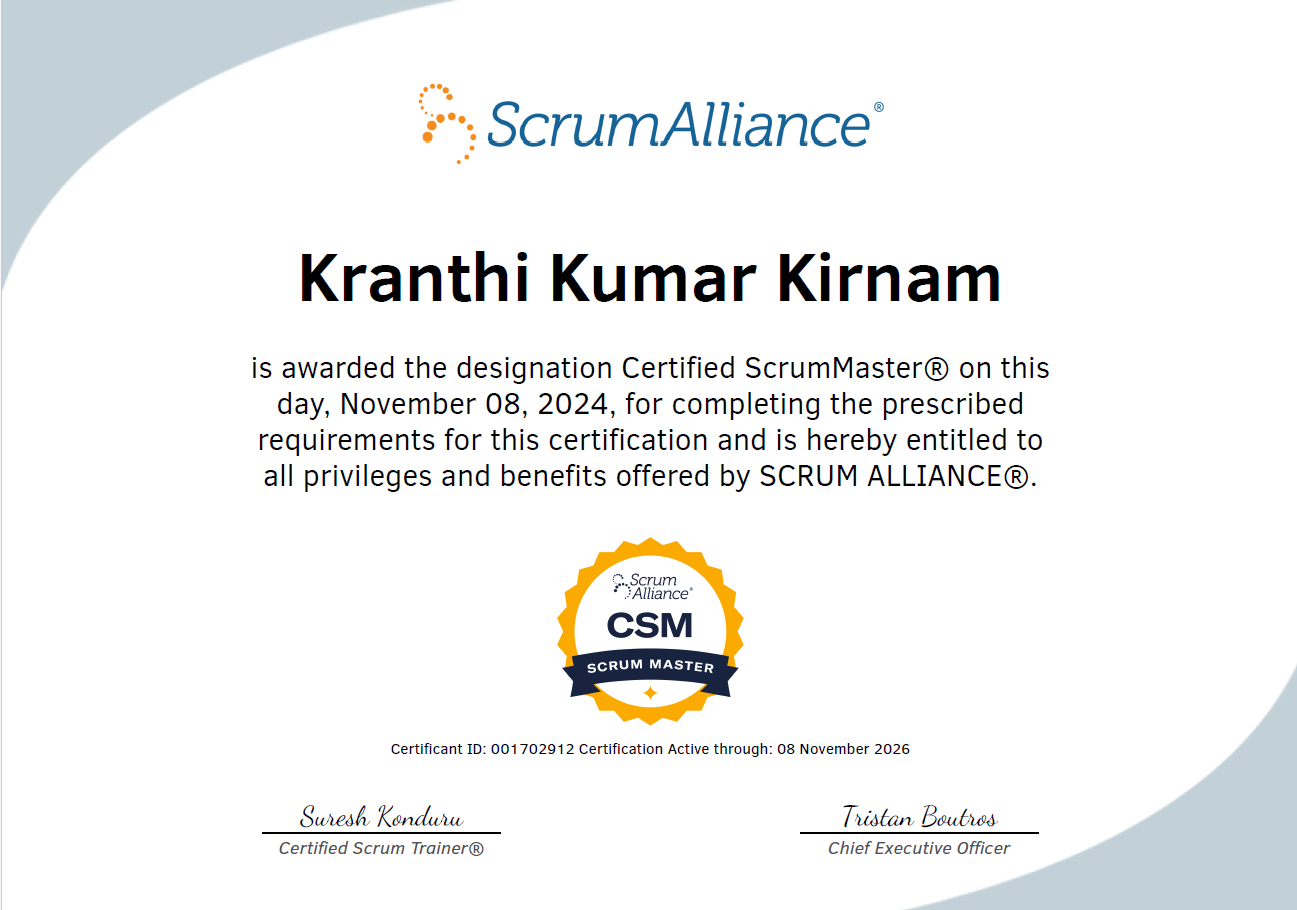 ScrumAlliance®
Kranthi Kumar Kirnam
is awarded the designation Certified ScrumMaster® on this
day, November 08, 2024, for completing the prescribed
requirements for this certification and is hereby entitled to
all privileges and benefits offered by SCRUM ALLIANCE®.
Scrum
Alliance®
CSM
SCRUM MASTER
Certificant ID: 001702912 Certification Active through: 08 November 2026
Suresh Konduru
Certified Scrum Trainer®
Tristan Boutros
Chief Executive Officer